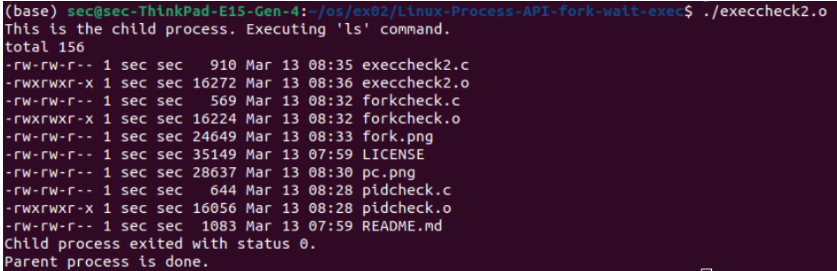 (base) sec@sec-ThinkPad-E15-Gen-4:~/os/ex02/Linux-Process-API-fork-wait-exec$ ./execcheck2.o
This is the child process. Executing 'ls' command.
total 156
-rw-rw-r-- 1 sec sec   910 Mar 13 08:35 execcheck2.c
-rwxrwxr-x 1 sec sec 16272 Mar 13 08:36 execcheck2.o
-rw-rw-r-- 1 sec sec   569 Mar 13 08:32 forkcheck.c
-rwxrwxr-x 1 sec sec 16224 Mar 13 08:32 forkcheck.o
-rw-rw-r-- 1 sec sec 24649 Mar 13 08:33 fork.png
-rw-rw-r-- 1 sec sec 35149 Mar 13 07:59 LICENSE
-rw-rw-r-- 1 sec sec 28637 Mar 13 08:30 pc.png
-rw-rw-r-- 1 sec sec   644 Mar 13 08:28 pidcheck.c
-rwxrwxr-x 1 sec sec 16056 Mar 13 08:28 pidcheck.o
-rw-rw-r-- 1 sec sec  1083 Mar 13 07:59 README.md
Child process exited with status 0.
Parent process is done.